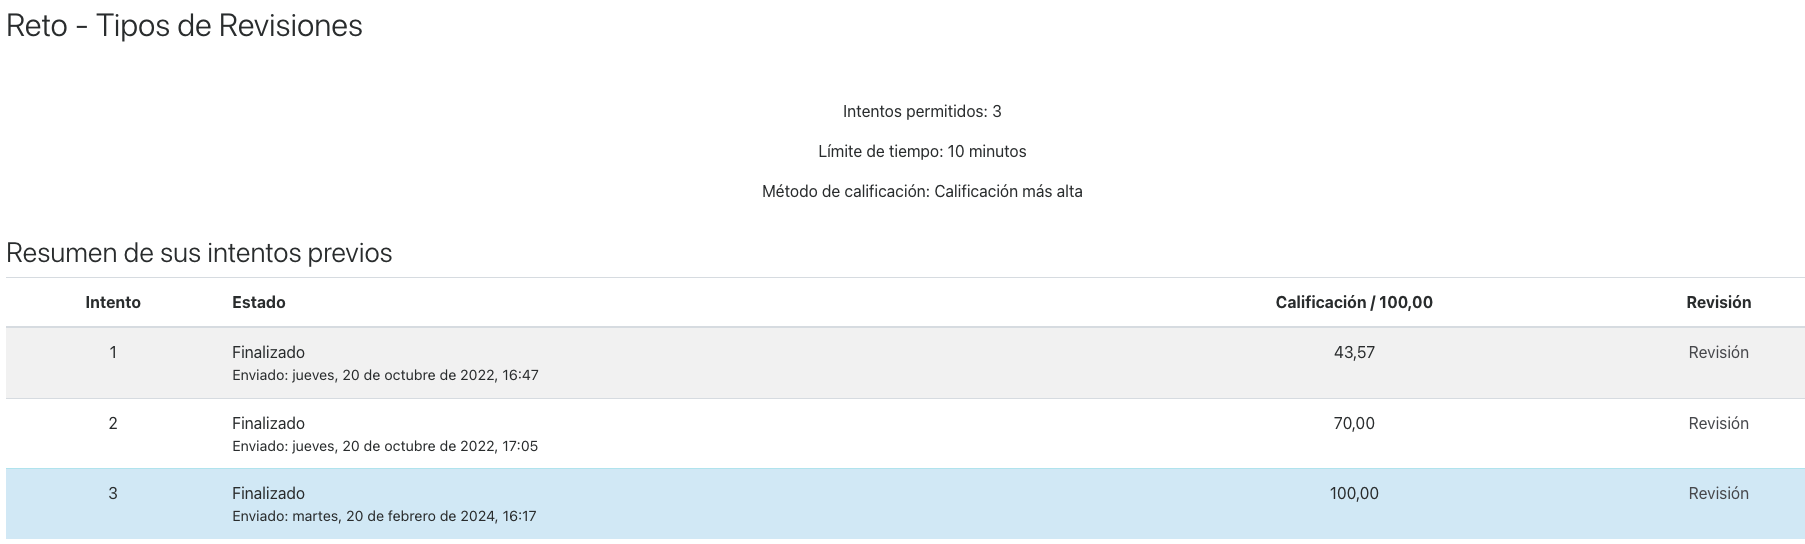 Reto - Tipos de Revisiones
Intentos permitidos: 3
Límite de tiempo: 10 minutos
Método de calificación: Calificación más alta
Resumen de sus intentos previos
Intento Estado Calificación / 100,00 Revisión
1 Finalizado 43,57 Revisión
Enviado: jueves, 20 de octubre de 2022, 16:47
2 Finalizado 70,00 Revisión
Enviado: jueves, 20 de octubre de 2022, 17:05
3 Finalizado 100,00 Revisión
Enviado: martes, 20 de febrero de 2024, 16:17